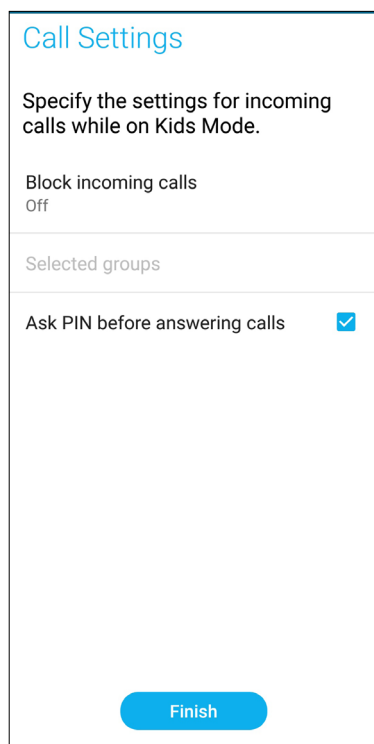 Call Settings
Specify the settings for incoming
calls while on Kids Mode.
Block incoming calls
Off
Selected groups
Ask PIN before answering calls
Finish